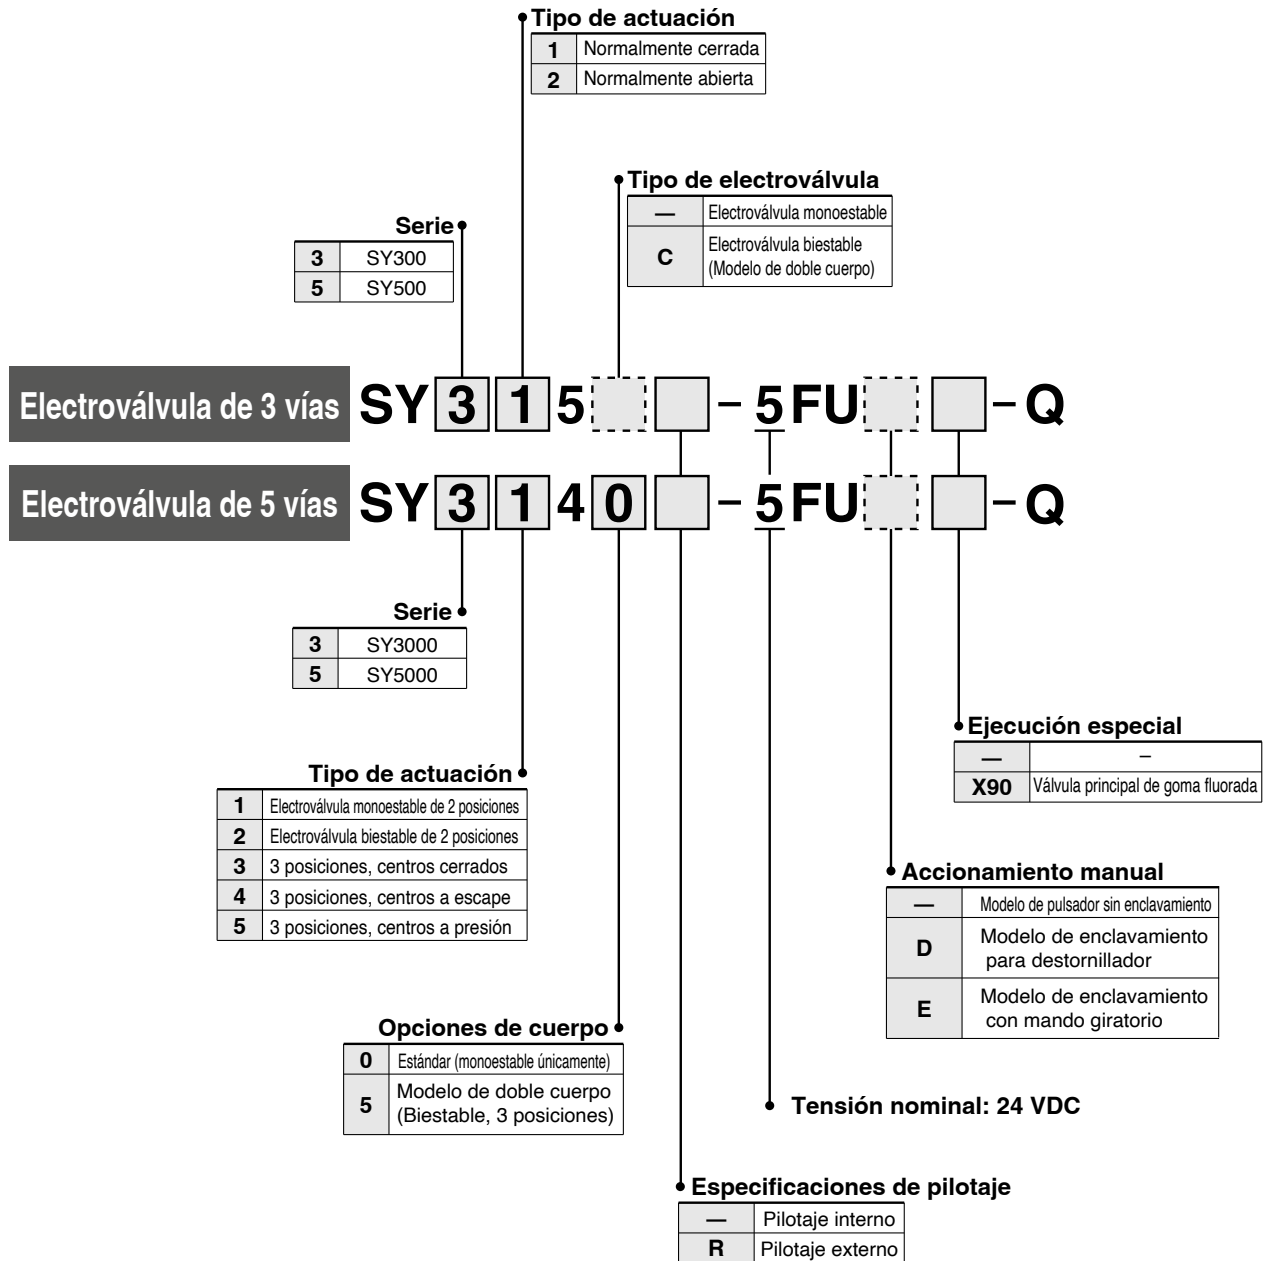 Tipo de actuación
1 Normalmente cerrada
2 Normalmente abierta
Tipo de electroválvula
— Electroválvula monoestable
C Electroválvula biestable
(Modelo de doble cuerpo)
Serie
3 SY300
5 SY500
Electroválvula de 3 vías SY 3 1 5 – 5 FU – Q
Electroválvula de 5 vías SY 3 1 4 0 – 5 FU – Q
Serie
3 SY3000
5 SY5000
Ejecución especial
— –
X90 Válvula principal de goma fluorada
Tipo de actuación
1 Electroválvula monoestable de 2 posiciones
2 Electroválvula biestable de 2 posiciones
3 3 posiciones, centros cerrados
4 3 posiciones, centros a escape
5 3 posiciones, centros a presión
Accionamiento manual
— Modelo de pulsador sin enclavamiento
D Modelo de enclavamiento
para destornillador
E Modelo de enclavamiento
con mando giratorio
Opciones de cuerpo
0 Estándar (monoestable únicamente)
5 Modelo de doble cuerpo
(Biestable, 3 posiciones)
Tensión nominal: 24 VDC
Especificaciones de pilotaje
— Pilotaje interno
R Pilotaje externo